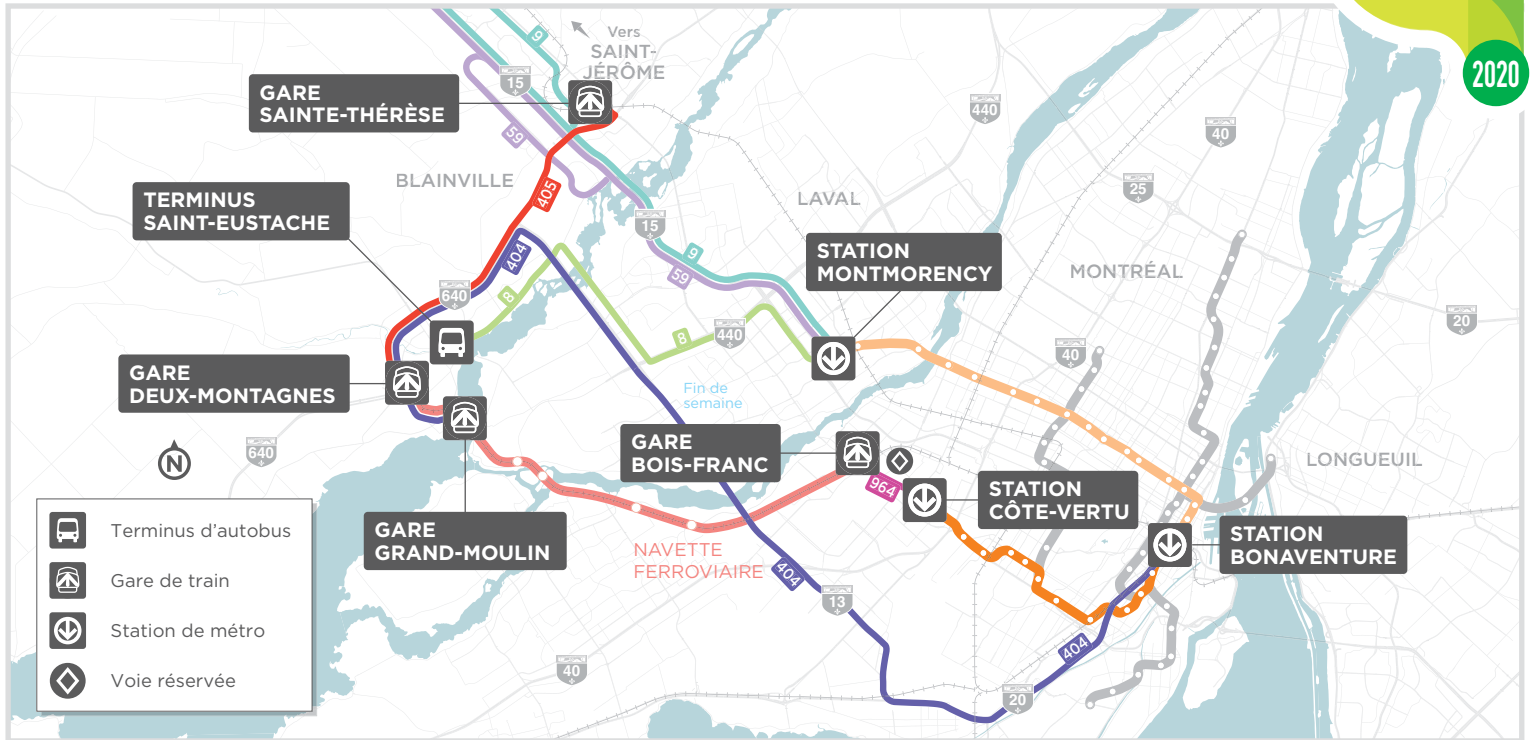 2020
Vers
SAINT-
JÉRÔME
9
15
GARE
SAINTE-THÉRÈSE
59
440
40
BLAINVILLE
405
25
TERMINUS
SAINT-EUSTACHE
LAVAL
15
404
9
59
STATION
MONTMORENCY
MONTRÉAL
640
8
8
440
20
40
GARE
DEUX-MONTAGNES
Fin de
semaine
GARE
BOIS-FRANC
640
N
LONGUEUIL
964
STATION
CÔTE-VERTU
GARE
GRAND-MOULIN
STATION
BONAVENTURE
NAVETTE
FERROVIAIRE
404
13
404
40
20
Terminus d'autobus
Gare de train
Station de métro
Voie réservée